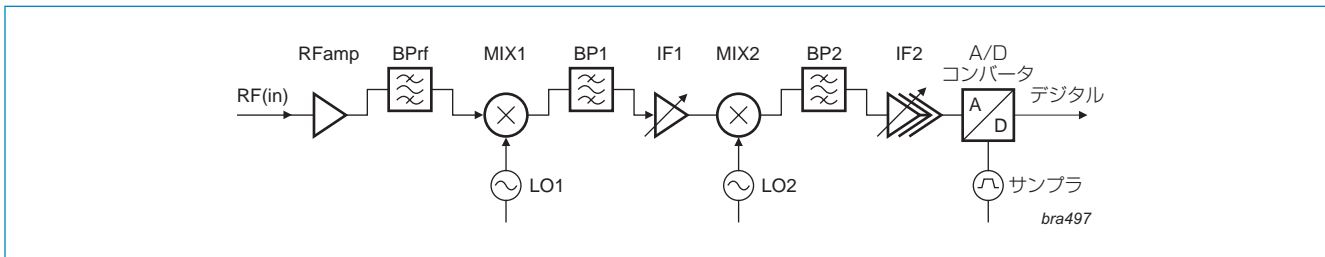 RFamp
BPrf
MIX1
BP1
IF1
MIX2
BP2
IF2
A/D
コンバータ
RF(in)
A
D
デジタル
LO1
LO2
サンプラ
bra497